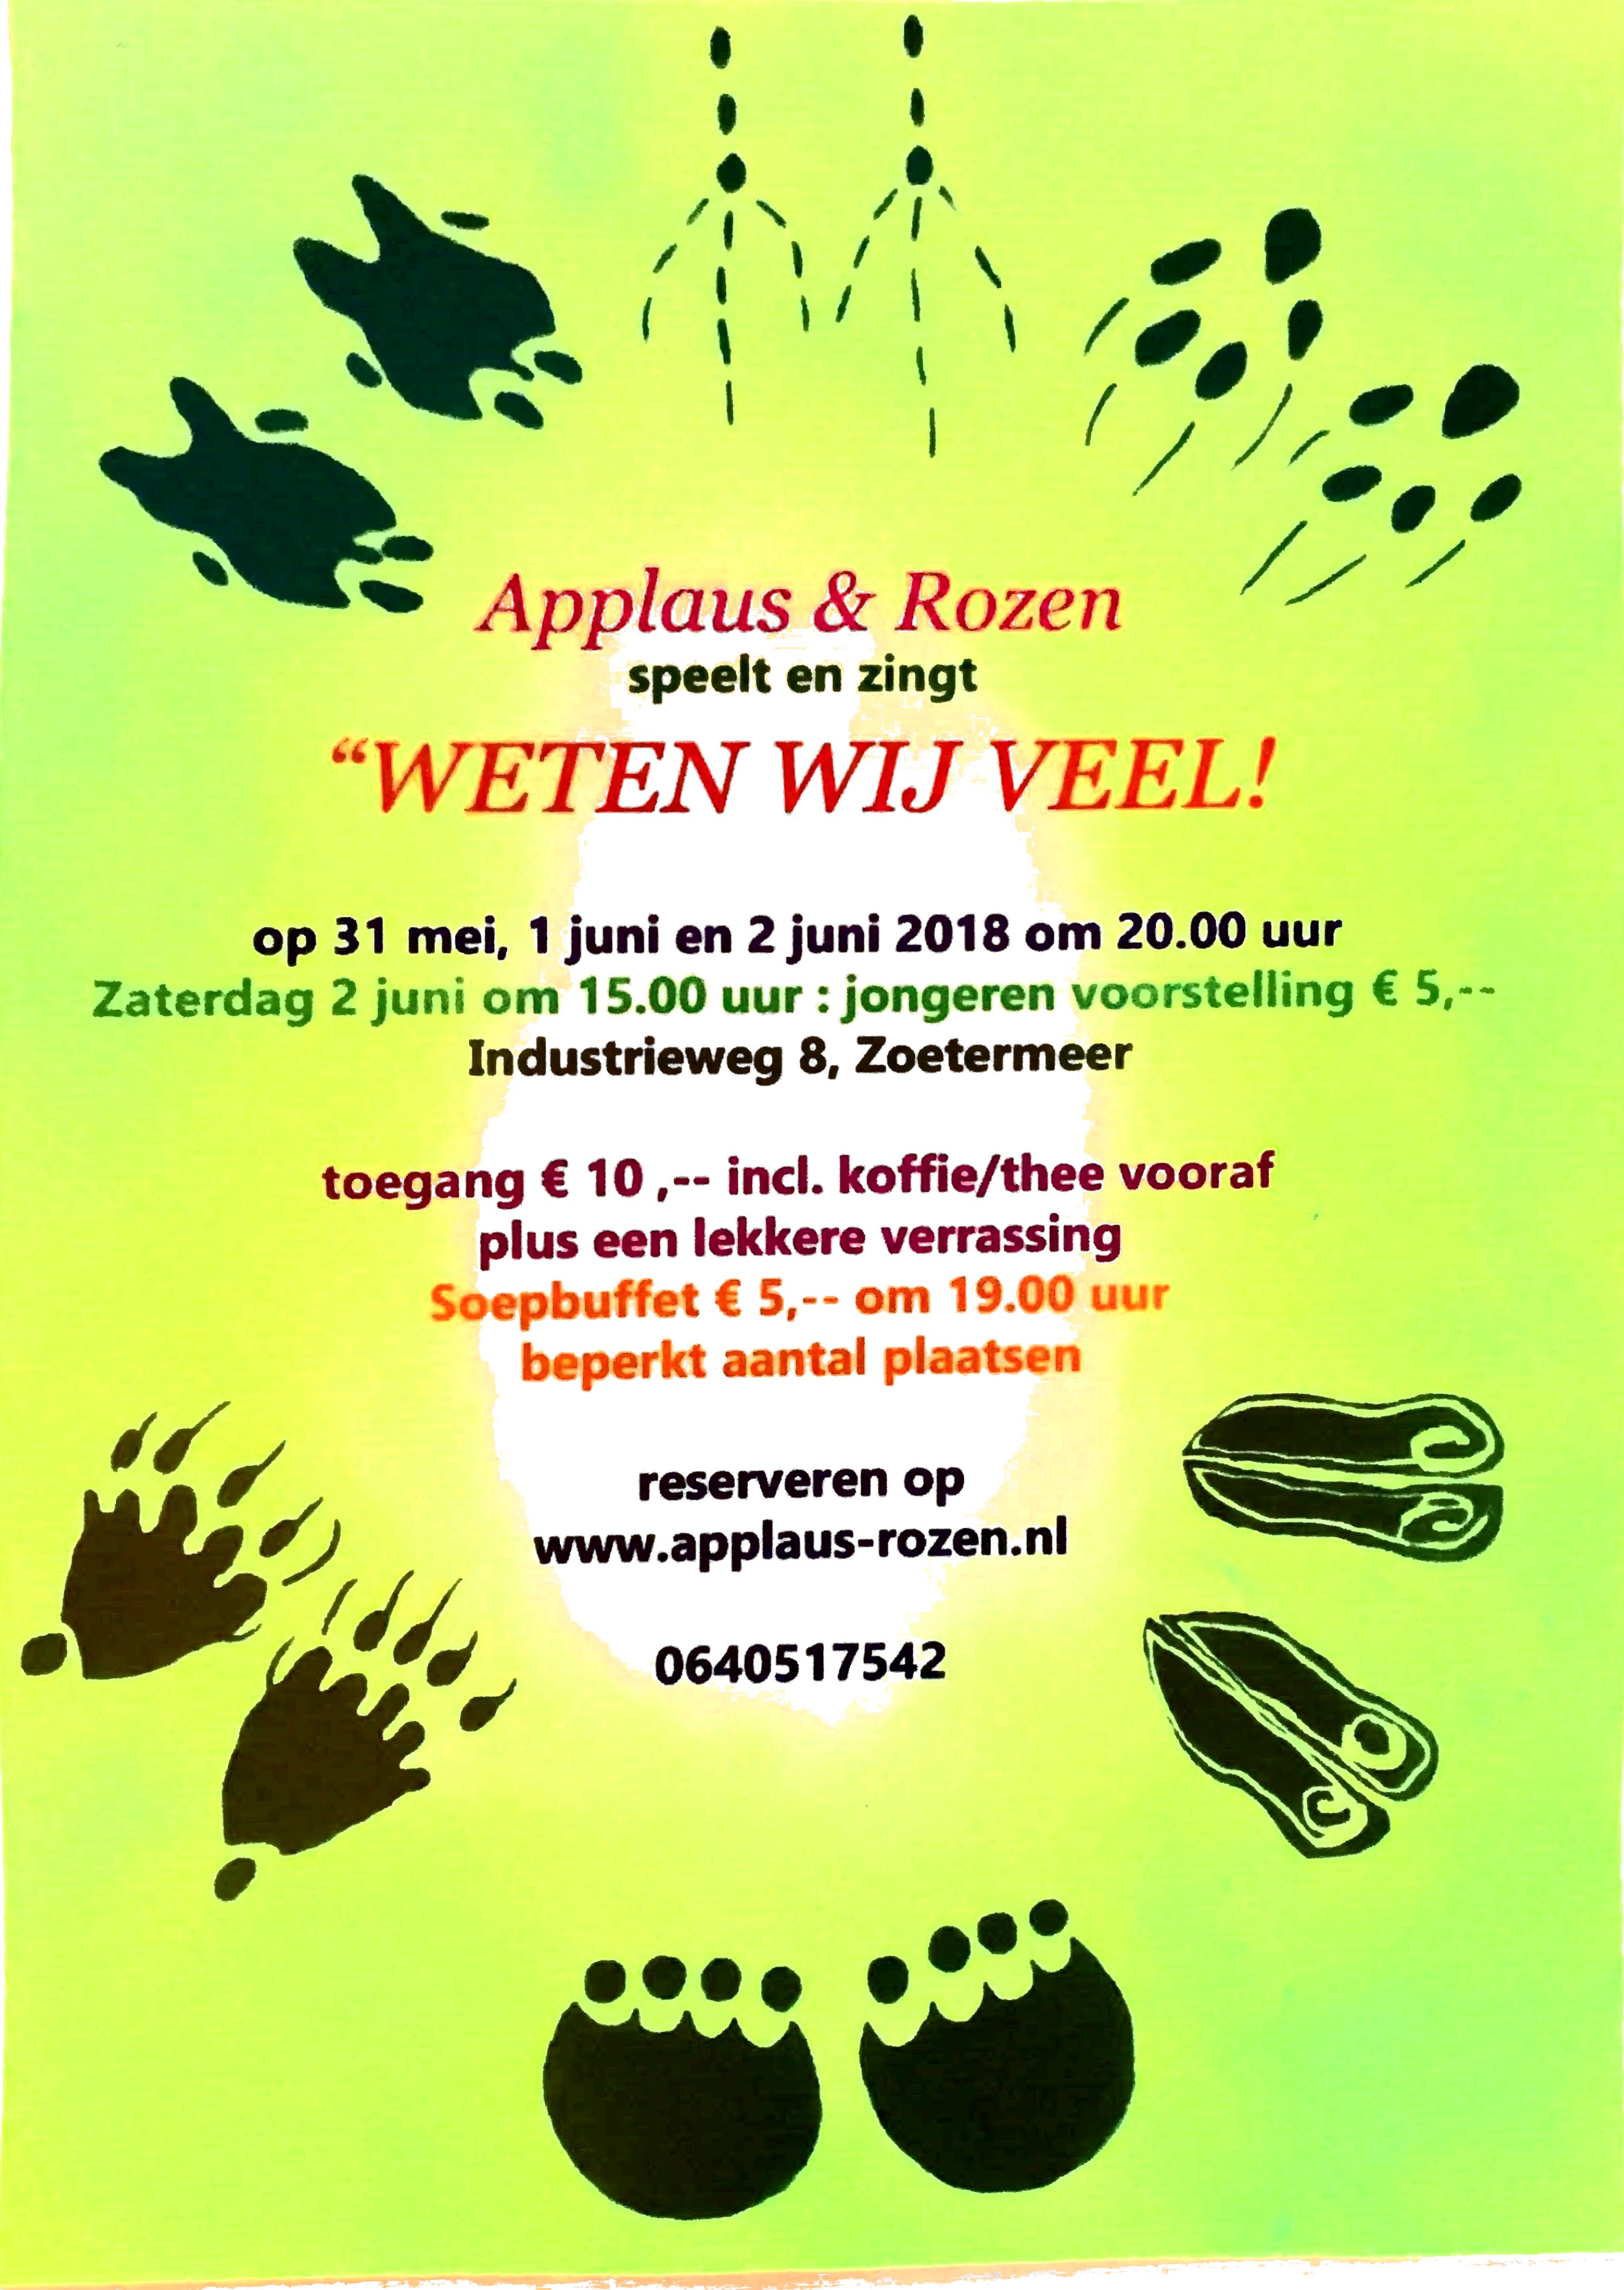 Applaus & Rozen
speelt en zingt
“WETEN WIJ VEEL!
op 31 mei, 1 juni en 2 juni 2018 om 20.00 uur
Zaterdag 2 juni om 15.00 uur : jongeren voorstelling € 5,--
Industrieweg 8, Zoetermeer
toegang € 10 ,-- incl. koffie/thee vooraf
plus een lekkere verrassing
Soepbuffet € 5,-- om 19.00 uur
beperkt aantal plaatsen
reserveren op
www.applaus-rozen.nl
0640517542